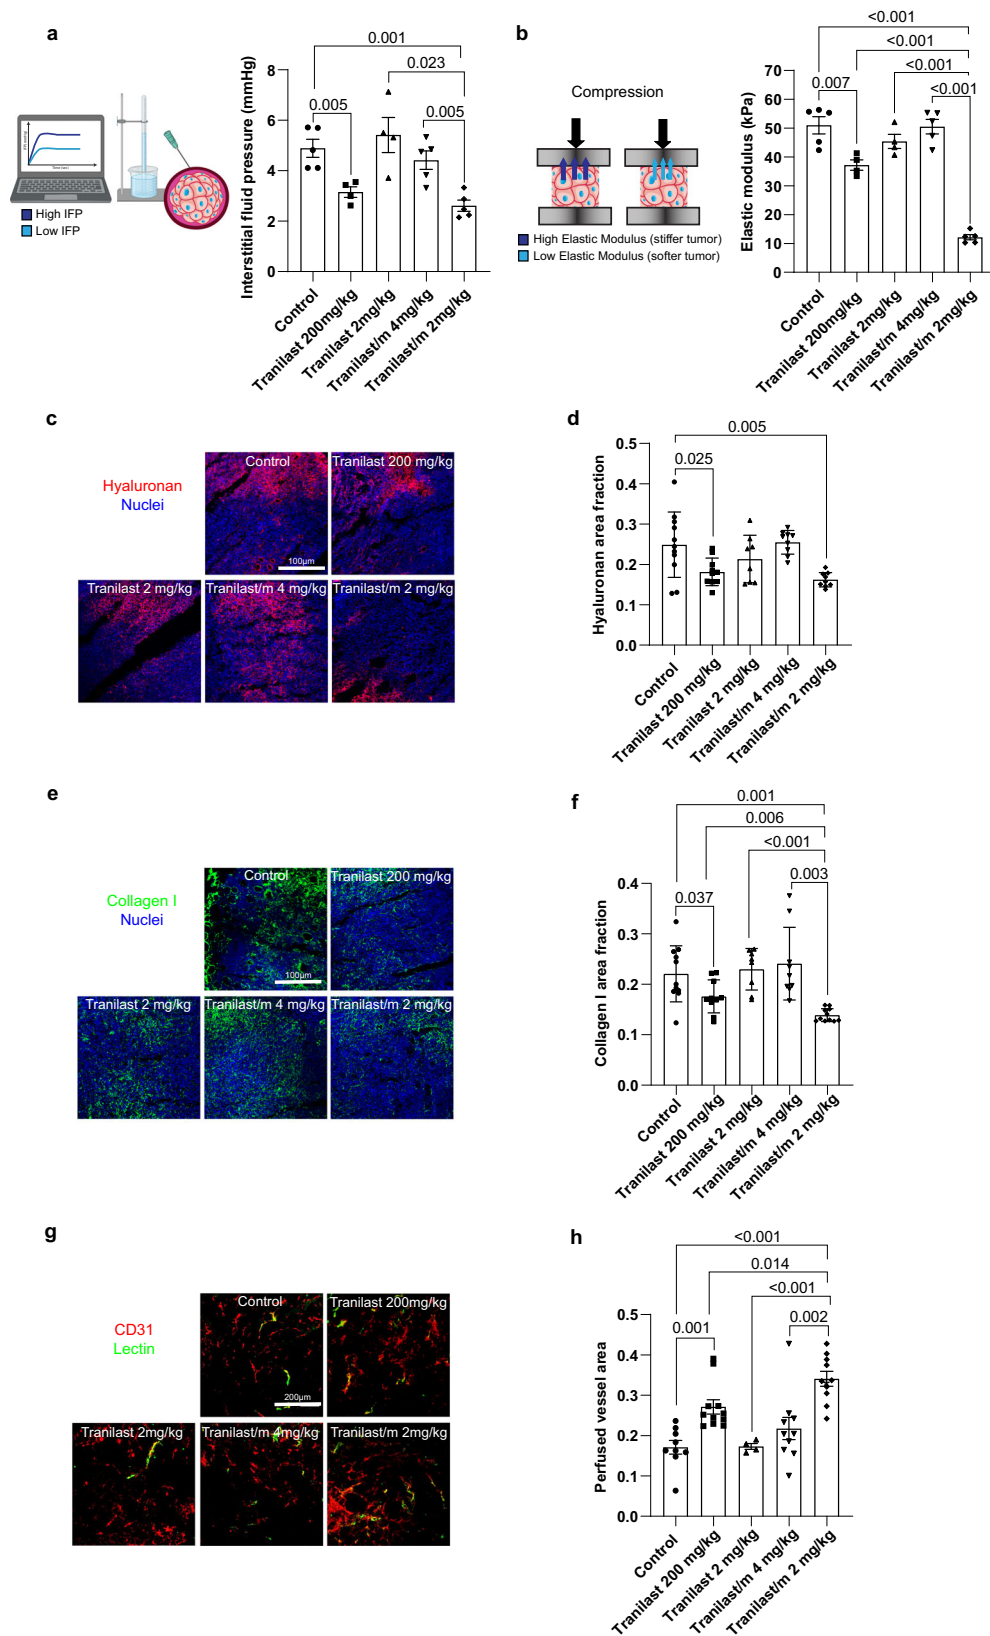 a
0.001
0.023
0.005
0.005
Interstitial fluid pressure (mmHg)
8
6
4
2
0
IFP (mmHg)
Time (sec)
High IFP
Low IFP
Control
Tranilast 200mg/kg
Tranilast 2mg/kg
Tranilast/m 4mg/kg
Tranilast/m 2mg/kg
b
<0.001
<0.001
<0.001
0.007
<0.001
Compression
High Elastic Modulus (stiffer tumor)
Low Elastic Modulus (softer tumor)
Elastic modulus (kPa)
70
60
50
40
30
20
10
0
Control
Tranilast 200mg/kg
Tranilast 2mg/kg
Tranilast/m 4mg/kg
Tranilast/m 2mg/kg
c
Hyaluronan
Nuclei
Control
Tranilast 200 mg/kg
100µm
Tranilast 2 mg/kg
Tranilast/m 4 mg/kg
Tranilast/m 2 mg/kg
d
0.005
0.025
Hyaluronan area fraction
0.5
0.4
0.3
0.2
0.1
0.0
Control
Tranilast 200 mg/kg
Tranilast 2 mg/kg
Tranilast/m 4 mg/kg
Tranilast/m 2 mg/kg
e
Collagen I
Nuclei
Control
Tranilast 200 mg/kg
100µm
Tranilast 2 mg/kg
Tranilast/m 4 mg/kg
Tranilast/m 2 mg/kg
f
0.001
0.006
<0.001
0.037
0.003
Collagen I area fraction
0.4
0.3
0.2
0.1
0.0
Control
Tranilast 200 mg/kg
Tranilast 2 mg/kg
Tranilast/m 4 mg/kg
Tranilast/m 2 mg/kg
g
CD31
Lectin
Control
Tranilast 200mg/kg
200µm
Tranilast 2mg/kg
Tranilast/m 4mg/kg
Tranilast/m 2mg/kg
h
<0.001
0.014
<0.001
0.001
0.002
Perfused vessel area
0.5
0.4
0.3
0.2
0.1
0.0
Control
Tranilast 200 mg/kg
Tranilast 2 mg/kg
Tranilast/m 4 mg/kg
Tranilast/m 2 mg/kg